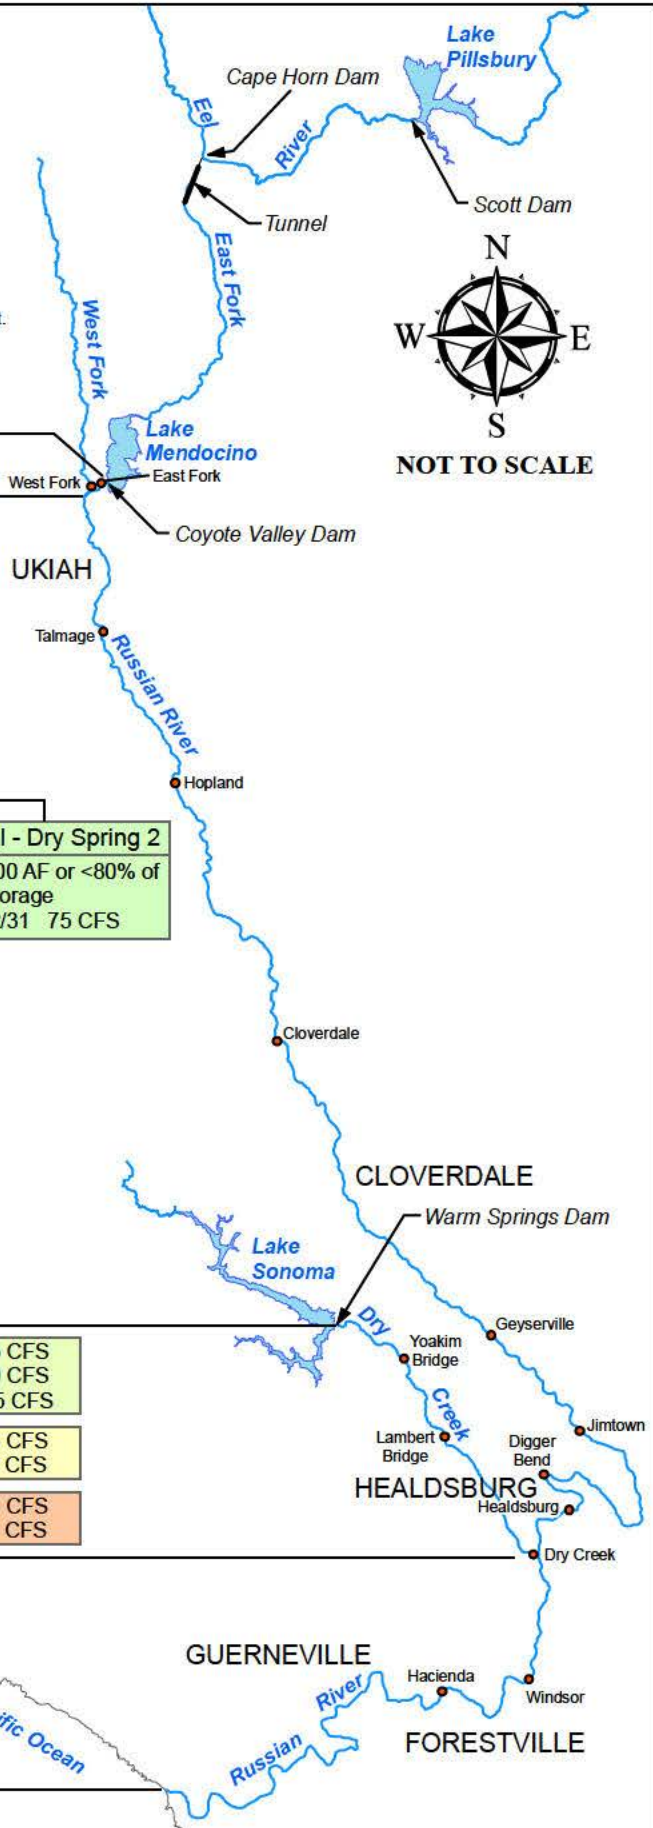 Lake
Pillsbury
Cape Horn Dam
Eel
River
Scott Dam
Tunnel
N
East Fork
W
E
S
NOT TO SCALE
t.
West Fork
Lake
Mendocino
West Fork
East Fork
Coyote Valley Dam
UKIAH
Talmage
Russian River
Hopland
l - Dry Spring 2
00 AF or <80% of
orage
/31 75 CFS
Cloverdale
CLOVERDALE
Warm Springs Dam
Lake
Sonoma
Dry
Creek
Geyserville
Yoakim
Bridge
CFS
CFS
5 CFS
Jimtown
Lambert
Bridge
Digger
Bend
CFS
CFS
HEALDSBURG
Healdsburg
CFS
CFS
Dry Creek
GUERNEVILLE
Hacienda
Windsor
River
Russian
FORESTVILLE
ific Ocean